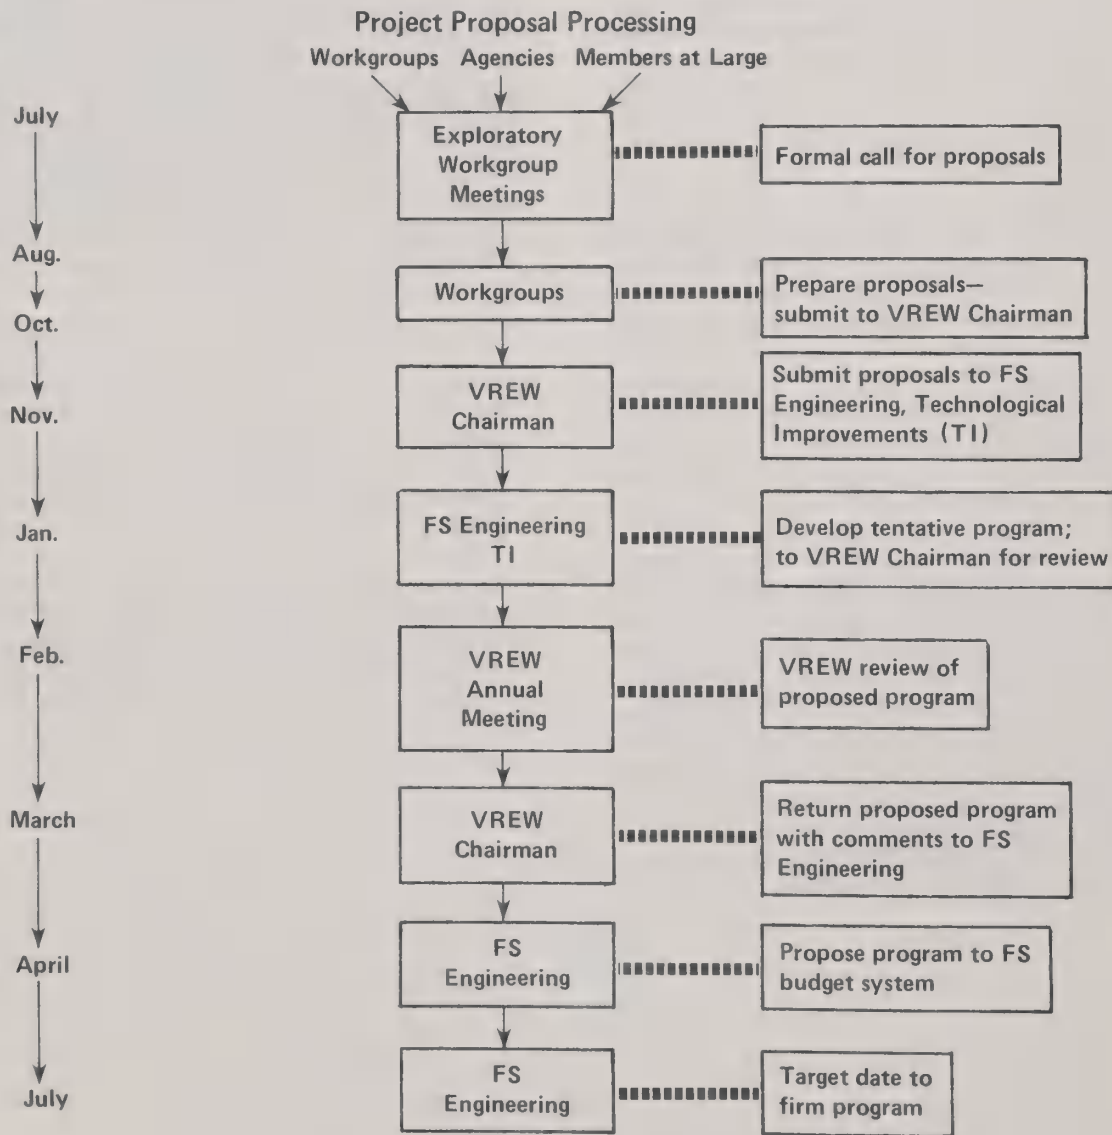 Project Proposal Processing
Workgroups Agencies Members at Large
July
Exploratory
Workgroup
Meetings
Formal call for proposals
Aug.
Workgroups
Prepare proposals—
submit to VREW Chairman
Oct.
VREW
Chairman
Submit proposals to FS
Engineering, Technological
Improvements (TI)
Nov.
FS Engineering
TI
Develop tentative program;
to VREW Chairman for review
Jan.
Feb.
VREW
Annual
Meeting
VREW review of
proposed program
March
VREW
Chairman
Return proposed program
with comments to FS
Engineering
April
FS
Engineering
Propose program to FS
budget system
July
FS
Engineering
Target date to
firm program